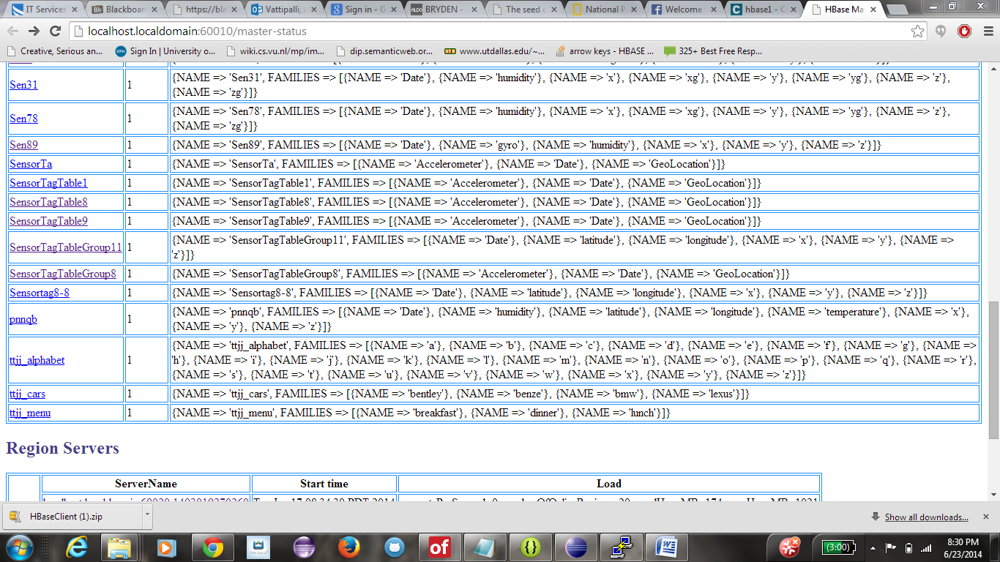 IT Services
Blackboar
https://bla
Vattipalli,
Sign in - G
ALDO BRYDEN -
The seed c
National P
Welcome
hbase1 - C
HBase Ma
localhost.localdomain:60010/master-status
Creative, Serious an...
Sign In | University o...
wiki.cs.vu.nl/mp/im...
dip.semanticweb.or...
www.utdallas.edu/~...
arrow keys - HBASE ...
325+ Best Free Resp...
Sen31 1 {NAME => 'Sen31', FAMILIES => [{NAME => 'Date'}, {NAME => 'humidity'}, {NAME => 'x'}, {NAME => 'xg'}, {NAME => 'y'}, {NAME => 'yg'}, {NAME => 'z'},
{NAME => 'zg'}]}
Sen78 1 {NAME => 'Sen78', FAMILIES => [{NAME => 'Date'}, {NAME => 'humidity'}, {NAME => 'x'}, {NAME => 'xg'}, {NAME => 'y'}, {NAME => 'yg'}, {NAME => 'z'},
{NAME => 'zg'}]}
Sen89 1 {NAME => 'Sen89', FAMILIES => [{NAME => 'Date'}, {NAME => 'gyro'}, {NAME => 'humidity'}, {NAME => 'x'}, {NAME => 'y'}, {NAME => 'z'}]}
SensorTa 1 {NAME => 'SensorTa', FAMILIES => [{NAME => 'Accelerometer'}, {NAME => 'Date'}, {NAME => 'GeoLocation'}]}
SensorTagTable1 1 {NAME => 'SensorTagTable1', FAMILIES => [{NAME => 'Accelerometer'}, {NAME => 'Date'}, {NAME => 'GeoLocation'}]}
SensorTagTable8 1 {NAME => 'SensorTagTable8', FAMILIES => [{NAME => 'Accelerometer'}, {NAME => 'Date'}, {NAME => 'GeoLocation'}]}
SensorTagTable9 1 {NAME => 'SensorTagTable9', FAMILIES => [{NAME => 'Accelerometer'}, {NAME => 'Date'}, {NAME => 'GeoLocation'}]}
SensorTagTableGroup11 1 {NAME => 'SensorTagTableGroup11', FAMILIES => [{NAME => 'Date'}, {NAME => 'latitude'}, {NAME => 'longitude'}, {NAME => 'x'}, {NAME => 'y'}, {NAME =>
'z'}]}
SensorTagTableGroup8 1 {NAME => 'SensorTagTableGroup8', FAMILIES => [{NAME => 'Accelerometer'}, {NAME => 'Date'}, {NAME => 'GeoLocation'}]}
Sensortag8-8 1 {NAME => 'Sensortag8-8', FAMILIES => [{NAME => 'Date'}, {NAME => 'latitude'}, {NAME => 'longitude'}, {NAME => 'x'}, {NAME => 'y'}, {NAME => 'z'}]}
pnnqb 1 {NAME => 'pnnqb', FAMILIES => [{NAME => 'Date'}, {NAME => 'humidity'}, {NAME => 'latitude'}, {NAME => 'longitude'}, {NAME => 'temperature'}, {NAME => 'x'},
{NAME => 'y'}, {NAME => 'z'}]}
ttjj_alphabet 1 {NAME => 'ttjj_alphabet', FAMILIES => [{NAME => 'a'}, {NAME => 'b'}, {NAME => 'c'}, {NAME => 'd'}, {NAME => 'e'}, {NAME => 'f'}, {NAME => 'g'}, {NAME =>
'h'}, {NAME => 'i'}, {NAME => 'j'}, {NAME => 'k'}, {NAME => 'l'}, {NAME => 'm'}, {NAME => 'n'}, {NAME => 'o'}, {NAME => 'p'}, {NAME => 'q'}, {NAME => 'r'},
{NAME => 's'}, {NAME => 't'}, {NAME => 'u'}, {NAME => 'v'}, {NAME => 'w'}, {NAME => 'x'}, {NAME => 'y'}, {NAME => 'z'}]}
ttjj_cars 1 {NAME => 'ttjj_cars', FAMILIES => [{NAME => 'bentley'}, {NAME => 'benze'}, {NAME => 'bmw'}, {NAME => 'lexus'}]}
ttjj_menu 1 {NAME => 'ttjj_menu', FAMILIES => [{NAME => 'breakfast'}, {NAME => 'dinner'}, {NAME => 'lunch'}]}
Region Servers
ServerName Start time Load
HBaseClient (1).zip
Show all downloads...
of
(3:00)
8:30 PM
6/23/2014